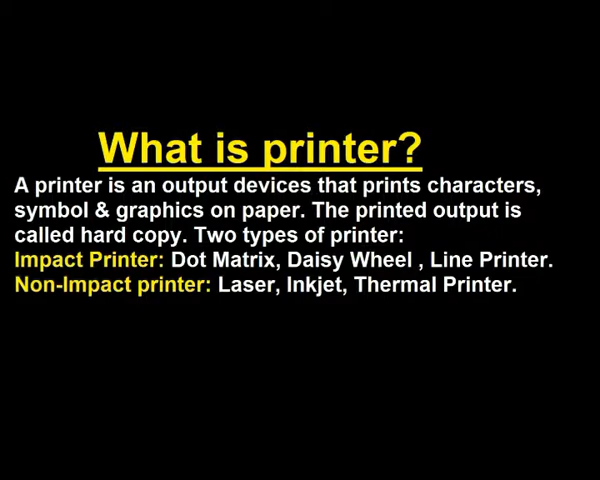 What is printer?
A printer is an output devices that prints characters,
symbol & graphics on paper. The printed output is
called hard copy. Two types of printer:
Impact Printer: Dot Matrix, Daisy Wheel , Line Printer.
Non-Impact printer: Laser, Inkjet, Thermal Printer.